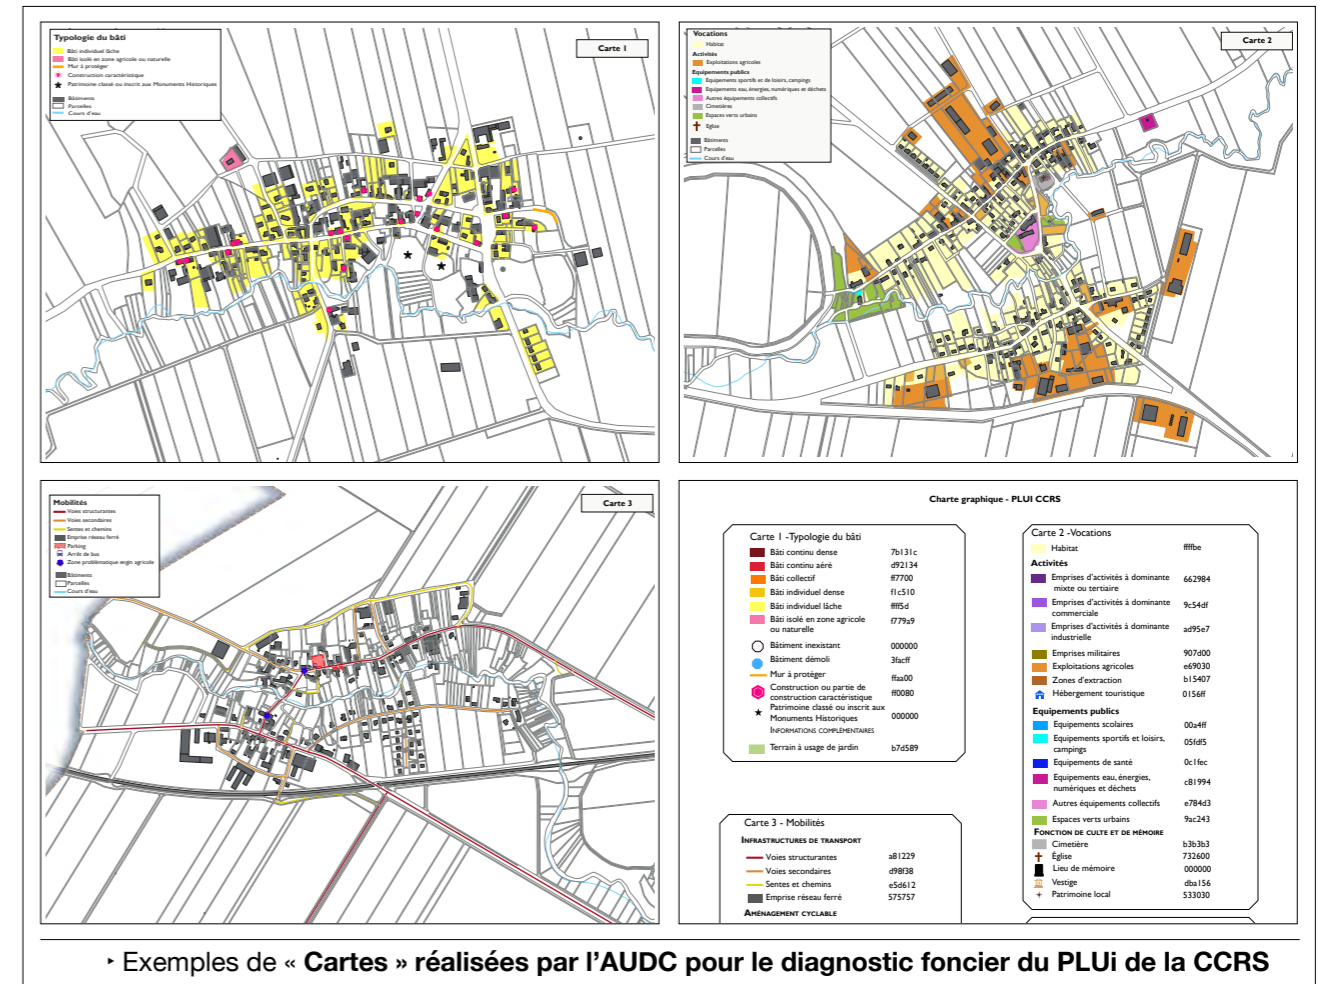 Typologie du bâti
Bâti individuel lâche
Bâti isolé en zone agricole ou naturelle
Mur à protéger
Construction caractéristique
Patrimoine classé ou inscrit aux Monuments Historiques
Bâtiments
Parcelles
Cours d'eau
Carte 1
Vocations
Habitat
Activités
Exploitations agricoles
Equipements publics
Equipements sportifs et de loisirs, campings
Equipements eau, énergies, numériques et déchets
Autres équipements collectifs
Cimetières
Espaces verts urbains
Eglise
Bâtiments
Parcelles
Cours d'eau
Carte 2
Mobilités
Voies structurantes
Voies secondaires
Sentes et chemins
Emprise réseau ferré
Parking
Arrêt de bus
Zone problématique engin agricole
Bâtiments
Parcelles
Cours d'eau
Carte 3
Charte graphique - PLUI CCRS
Carte 1 -Typologie du bâti
Bâti continu dense 7b131c
Bâti continu aéré d92134
Bâti collectif ff7700
Bâti individuel dense f1c510
Bâti individuel lâche ffff5d
Bâti isolé en zone agricole
ou naturelle f779a9
Bâtiment inexistant 000000
Bâtiment démoli 3facff
Mur à protéger ffaa00
Construction ou partie de
construction caractéristique ff0080
Patrimoine classé ou inscrit aux
Monuments Historiques 000000
INFORMATIONS COMPLÉMENTAIRES
Terrain à usage de jardin b7d589
Carte 3 - Mobilités
INFRASTRUCTURES DE TRANSPORT
Voies structurantes a81229
Voies secondaires d98f38
Sentes et chemins e5d612
Emprise réseau ferré 575757
AMÉNAGEMENT CYCLABLE
Carte 2 -Vocations
Habitat ffffbe
Activités
Emprises d'activités à dominante
mixte ou tertiaire 662984
Emprises d'activités à dominante
commerciale 9c54df
Emprises d'activités à dominante
industrielle ad95e7
Emprises militaires 907d00
Exploitations agricoles e69030
Zones d'extraction b15407
Hébergement touristique 0156ff
Equipements publics
Equipements scolaires 00a4ff
Equipements sportifs et loisirs,
campings 05fdf5
Equipements de santé 0c1fec
Equipements eau, énergies,
numériques et déchets c81994
Autres équipements collectifs e784d3
Espaces verts urbains 9ac243
FONCTION DE CULTE ET DE MÉMOIRE
Cimetière b3b3b3
Église 732600
Lieu de mémoire 000000
Vestige dba156
Patrimoine local 533030
‣ Exemples de « Cartes » réalisées par l'AUDC pour le diagnostic foncier du PLUi de la CCRS